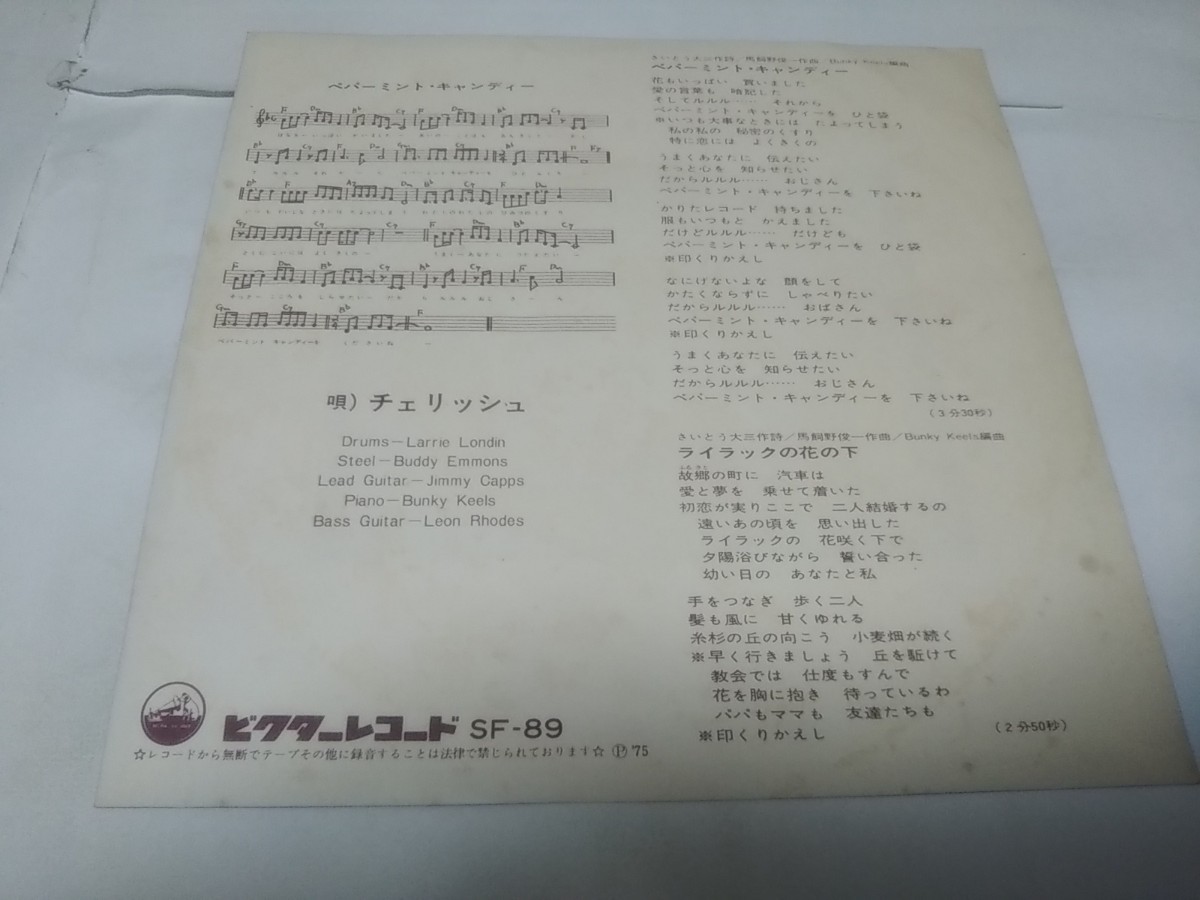 ペパーミント・キャンディー
唄）チェリッシュ
Drums—Larrie Londin
Steel—Buddy Emmons
Lead Guitar—Jimmy Capps
Piano—Bunky Keels
Bass Guitar—Leon Rhodes
ビクターレコード SF-89
☆レコードから無断でテープその他に録音することは法律で禁じられております☆ Ⓟ'75
さいとう大三作詩／馬飼野俊一作曲／Bunky Keels編曲
ペパーミント・キャンディー
花もいっぱい 買いました
愛の言葉も 暗記した
そしてルルル…… それから
ペパーミント・キャンディーを ひと袋
※いつも大事なときには たよってしまう
私の私の 秘密のくすり
特に恋には よくきくの
うまくあなたに 伝えたい
そっと心を 知らせたい
だからルルル…… おじさん
ペパーミント・キャンディーを 下さいね
かりたレコード 持ちました
服もいつもと かえました
だけどルルル…… だけども
ペパーミント・キャンディーを ひと袋
※印くりかえし
なにげないよな 顔をして
かたくならずに しゃべりたい
だからルルル…… おばさん
ペパーミント・キャンディーを 下さいね
※印くりかえし
うまくあなたに 伝えたい
そっと心を 知らせたい
だからルルル…… おじさん
ペパーミント・キャンディーを 下さいね
（3分30秒）
さいとう大三作詩／馬飼野俊一作曲／Bunky Keels編曲
ライラックの花の下
故郷の町に 汽車は
愛と夢を 乗せて着いた
初恋が実りここで 二人結婚するの
遠いあの頃を 思い出した
ライラックの 花咲く下で
夕陽浴びながら 誓い合った
幼い日の あなたと私
手をつなぎ 歩く二人
髪も風に 甘くゆれる
糸杉の丘の向こう 小麦畑が続く
※早く行きましょう 丘を駈けて
教会では 仕度もすんで
花を胸に抱き 待っているわ
パパもママも 友達たちも
※印くりかえし
（2分50秒）